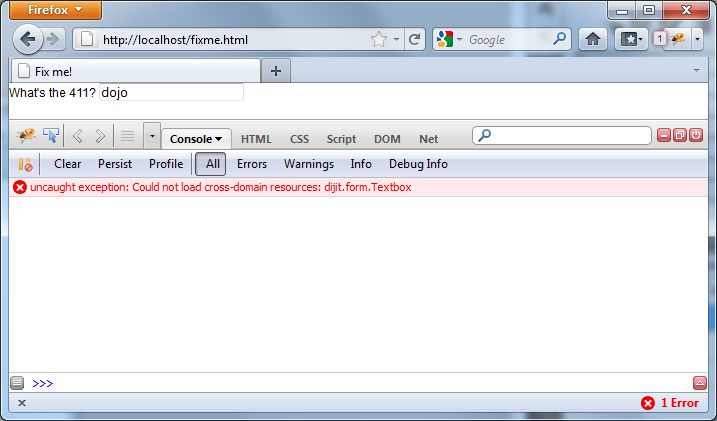 Firefox
http://localhost/fixme.html
Google
1
Fix me!
What's the 411? dojo
Console HTML CSS Script DOM Net
Clear Persist Profile All Errors Warnings Info Debug Info
uncaught exception: Could not load cross-domain resources: dijit.form.Textbox
>>>
1 Error